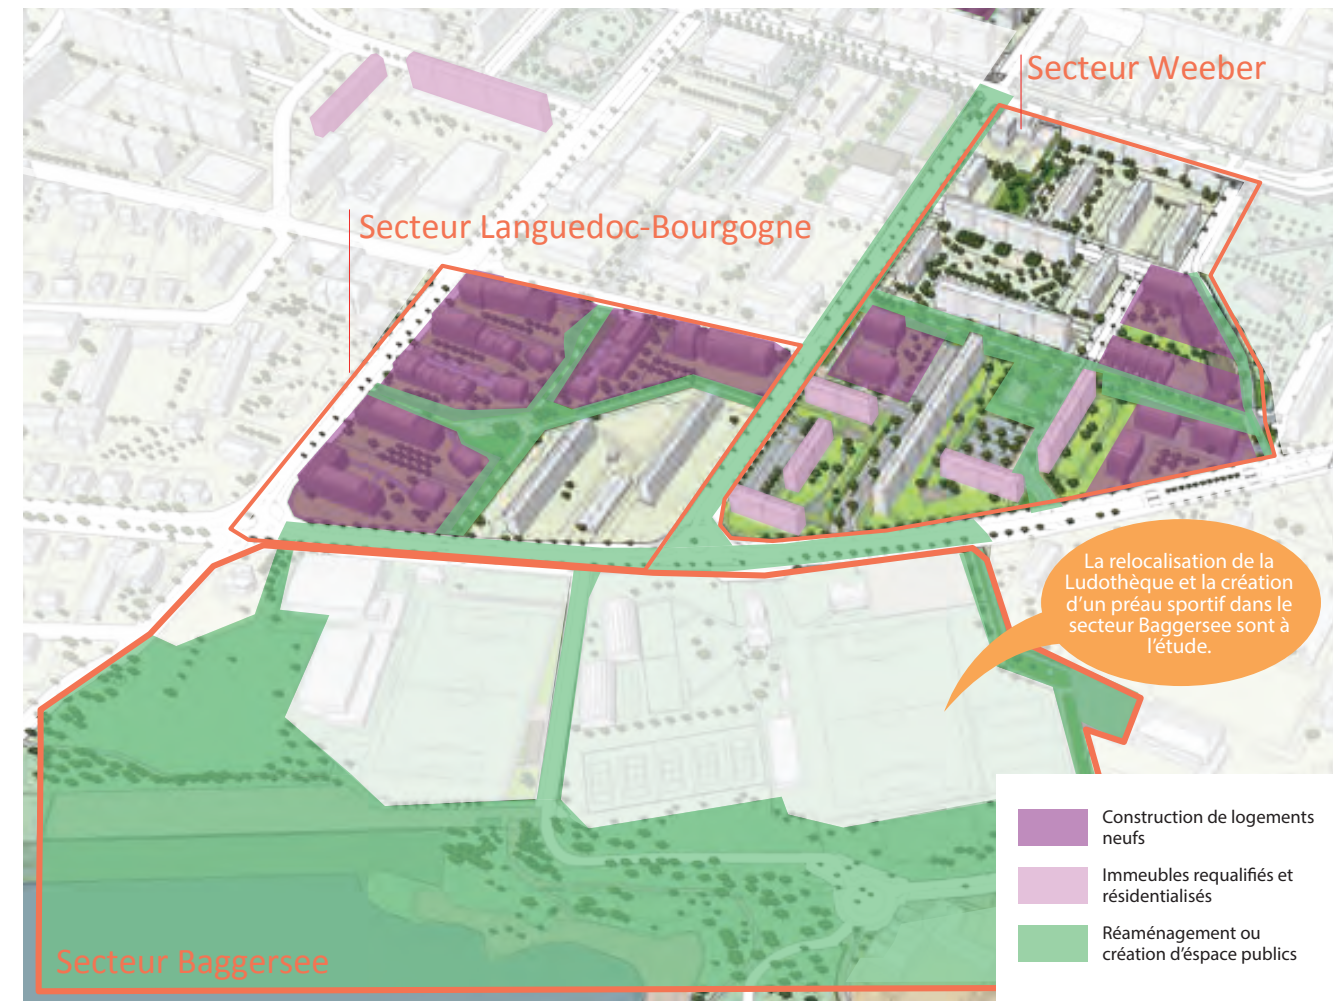 Secteur Weeber
Secteur Languedoc-Bourgogne
La relocalisation de la
Ludothèque et la création
d'un préau sportif dans le
secteur Baggersee sont à
l'étude.
Construction de logements
neufs
Immeubles requalifiés et
résidentialisés
Réaménagement ou
création d'éspace publics
Secteur Baggersee